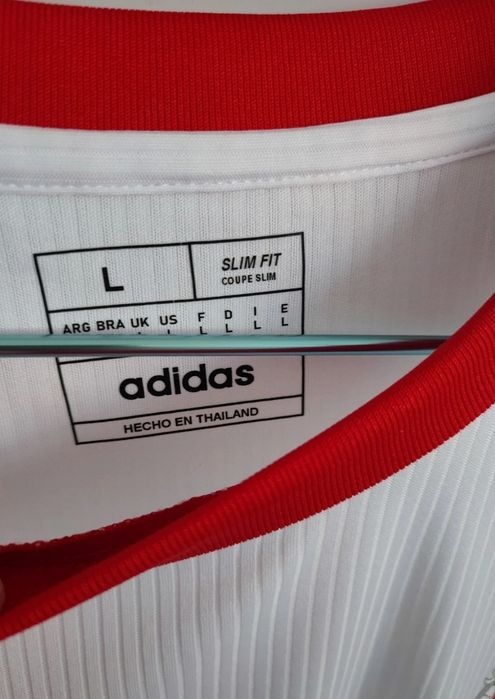 L
SLIM FIT
COUPE SLIM
ARG BRA UK US F D I E
L L L L
adidas
HECHO EN THAILAND